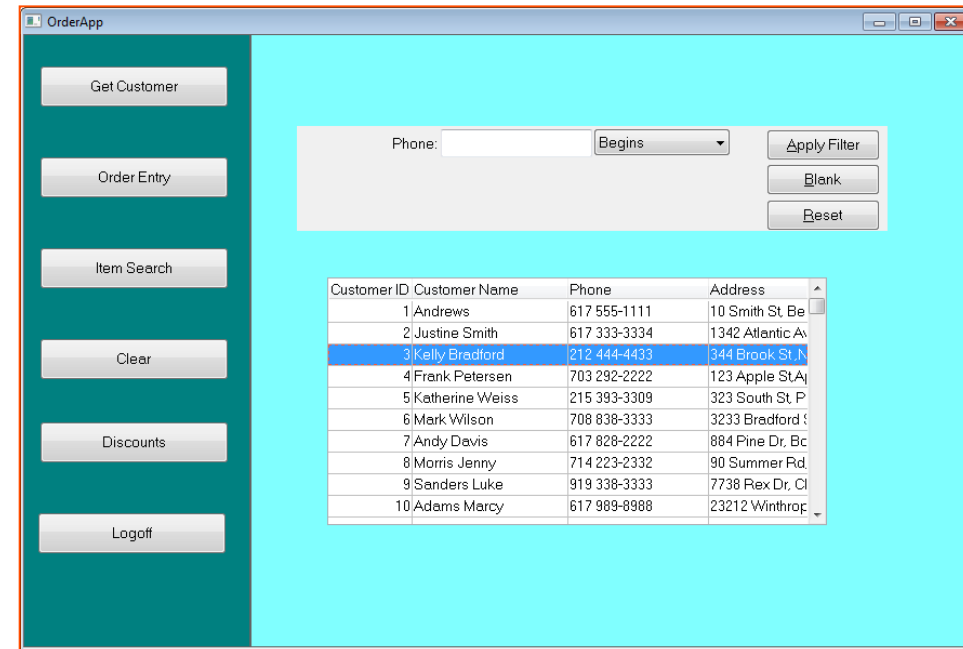 OrderApp
Get Customer
Order Entry
Item Search
Clear
Discounts
Logoff
Phone: Begins Apply Filter
Blank
Reset
Customer ID Customer Name Phone Address
1 Andrews 617 555-1111 10 Smith St, Be
2 Justine Smith 617 333-3334 1342 Atlantic
3 Kelly Bradford 212 444-4433 344 Brook St ,N
4 Frank Petersen 703 292-2222 123 Apple St,A
5 Katherine Weiss 215 393-3309 323 South St, P
6 Mark Wilson 708 838-3333 3233 Bradford
7 Andy Davis 617 828-2222 884 Pine Dr, Bo
8 Morris Jenny 714 223-2332 90 Summer Rd,
9 Sanders Luke 919 338-3333 7738 Rex Dr, Cl
10 Adams Marcy 617 989-8988 23212 Winthrop